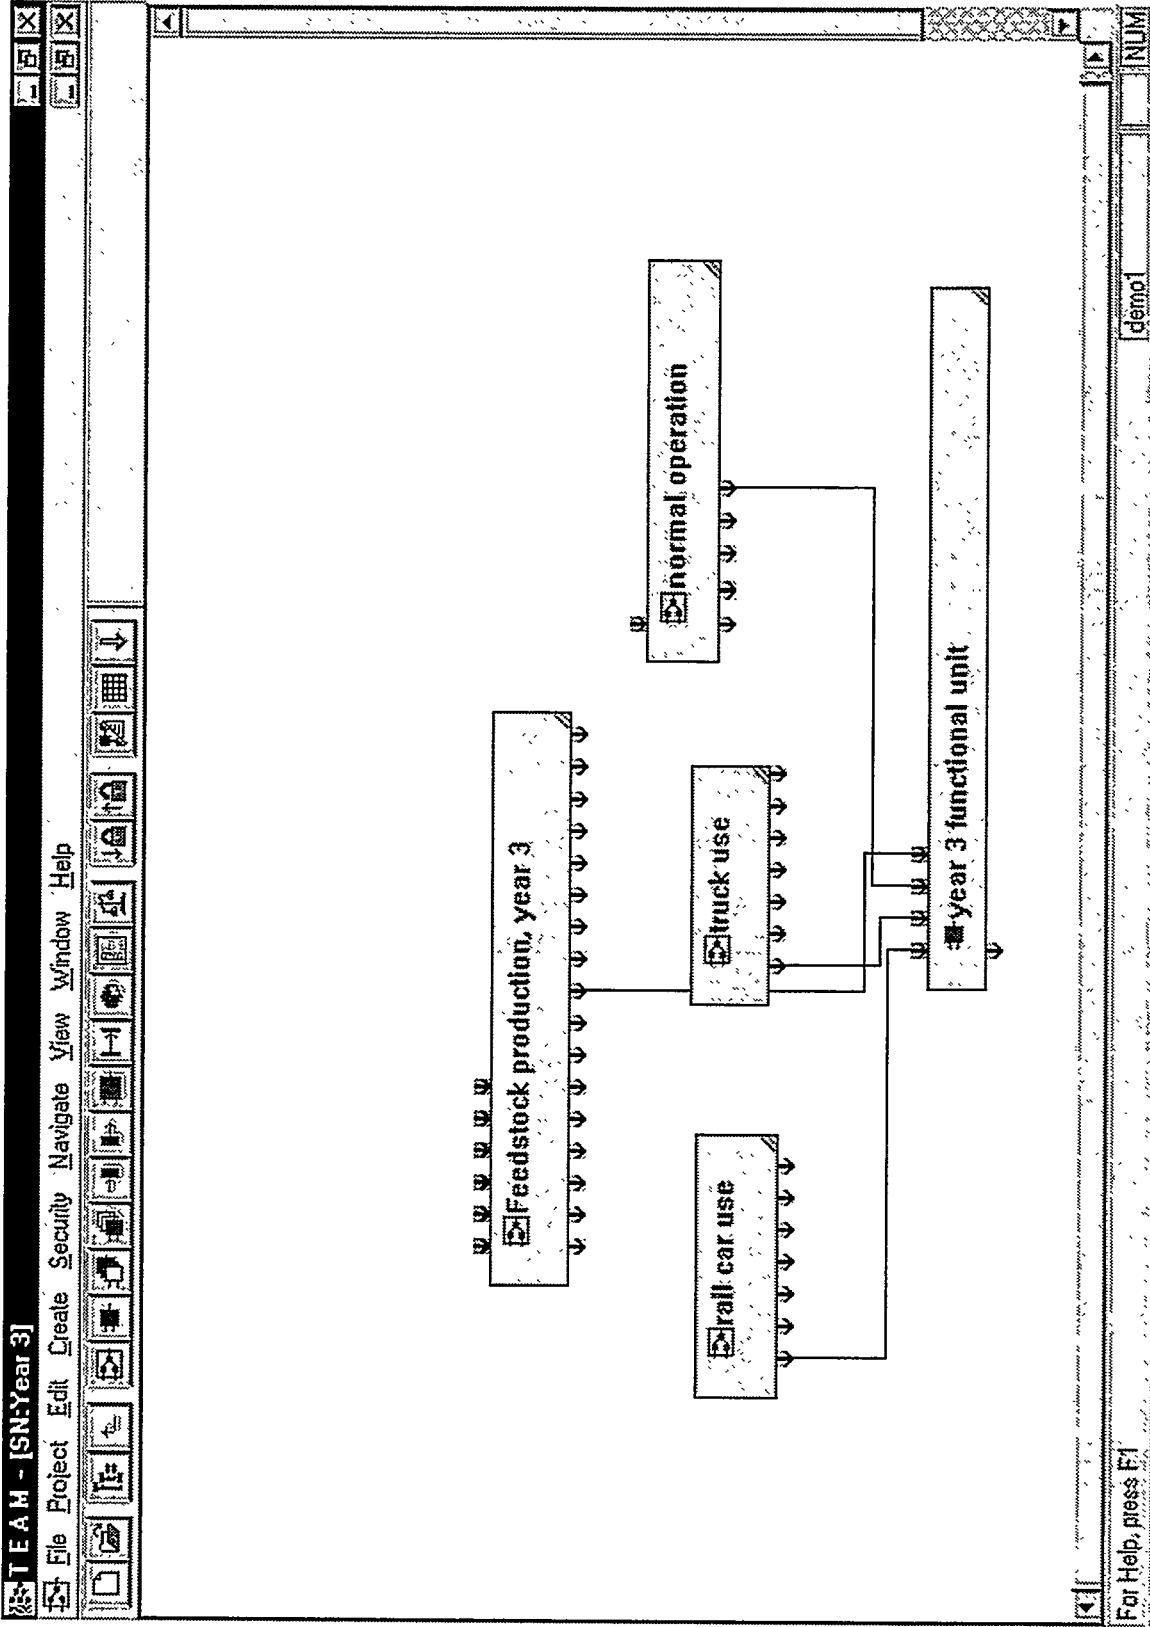 T E A M - [SN:Year 3]
File Project Edit Create Security Navigate View Window Help
Feedstock production, year 3
normal operation
rail car use
truck use
year 3 functional unit
For Help, press F1
demo1
NUM